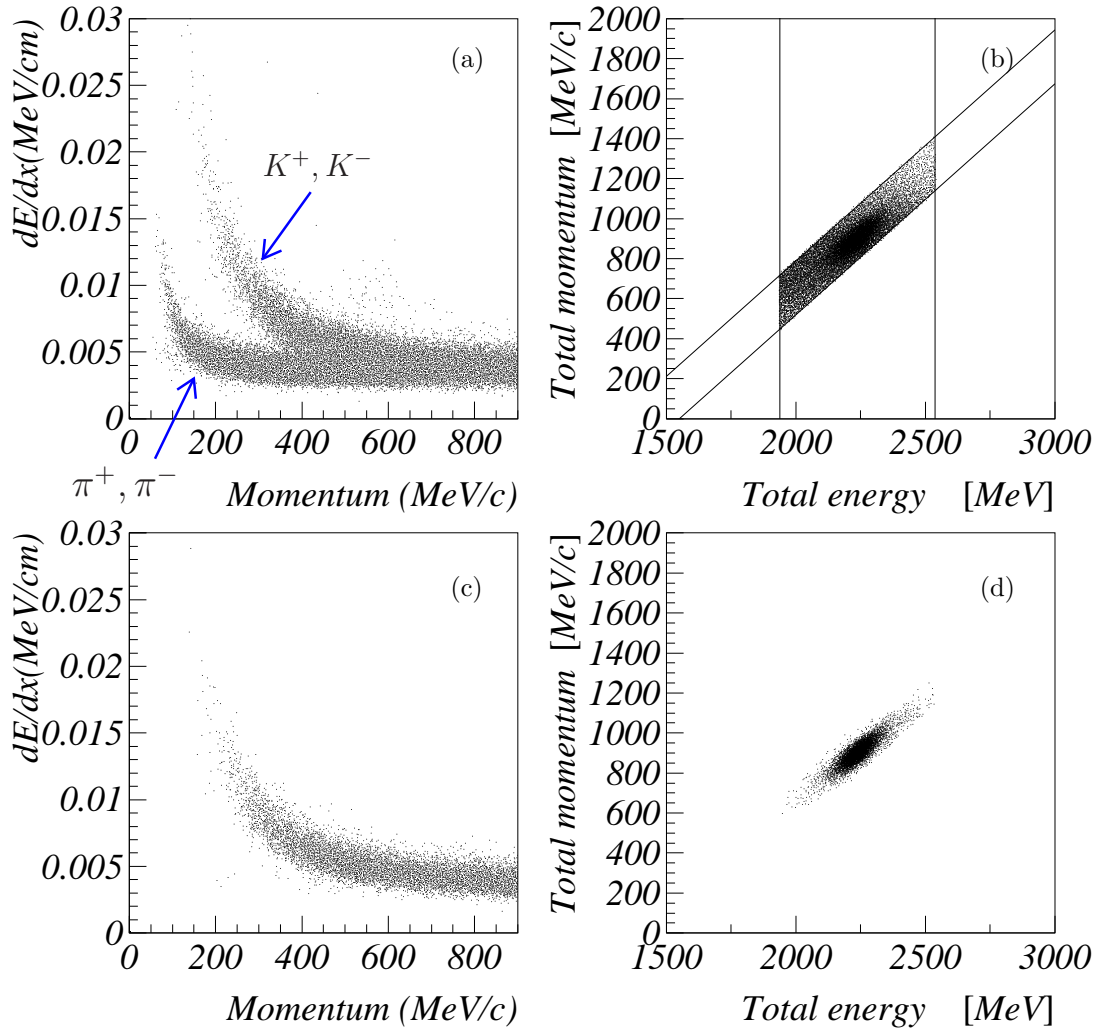 dE/dx(MeV/cm)
0.03
0.025
0.02
0.015
0.01
0.005
0
(a)
K⁺, K⁻
π⁺, π⁻
0 200 400 600 800
Momentum (MeV/c)
Total momentum [MeV/c]
2000
1800
1600
1400
1200
1000
800
600
400
200
0
(b)
1500 2000 2500 3000
Total energy [MeV]
dE/dx(MeV/cm)
0.03
0.025
0.02
0.015
0.01
0.005
0
(c)
0 200 400 600 800
Momentum (MeV/c)
Total momentum [MeV/c]
2000
1800
1600
1400
1200
1000
800
600
400
200
0
(d)
1500 2000 2500 3000
Total energy [MeV]